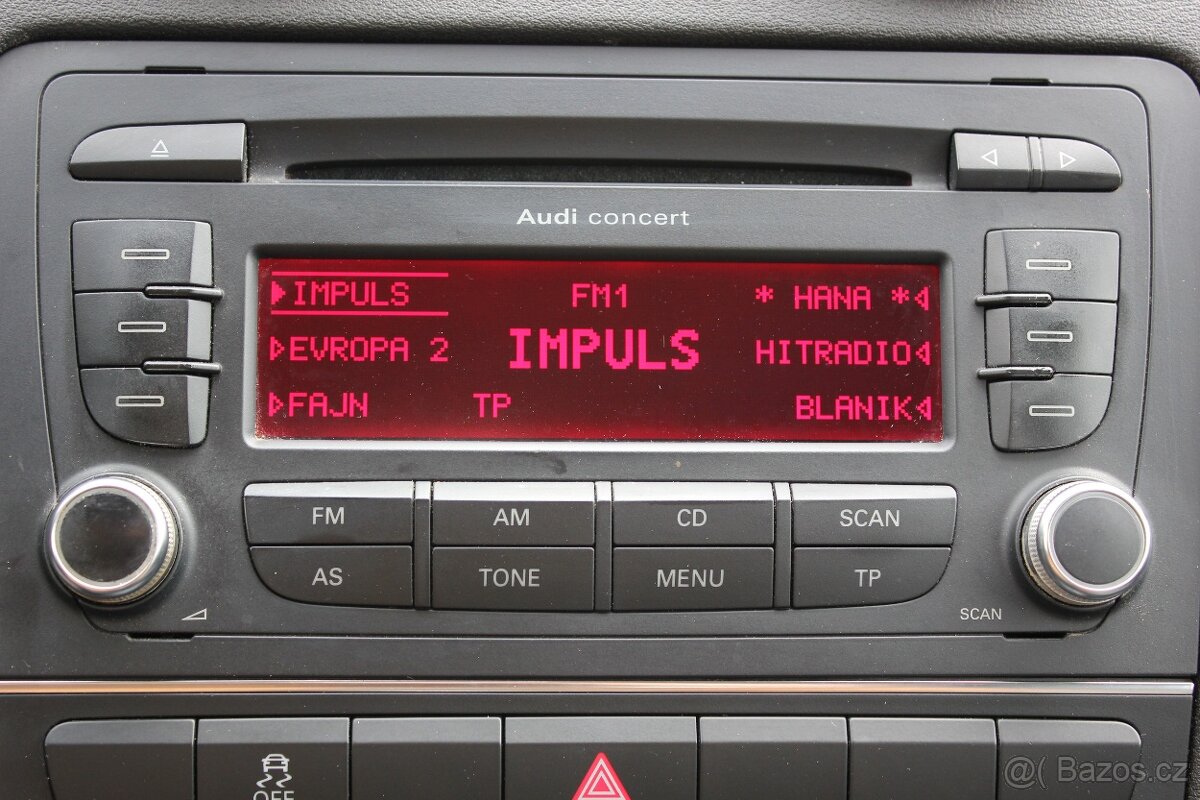 Audi concert
IMPULS FM1 * HANA *
EVROPA 2 IMPULS HITRADIO
FAJN TP BLANIK
FM AM CD SCAN
AS TONE MENU TP
SCAN
OFF
@( Bazos.cz